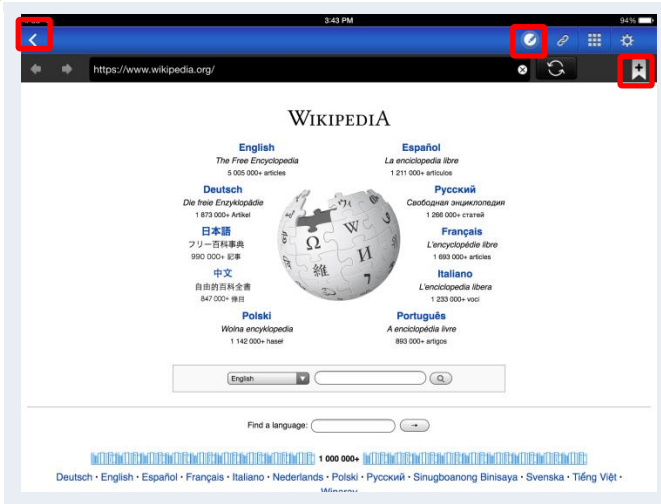 3:43 PM
94%
https://www.wikipedia.org/
WIKIPEDIA
English
The Free Encyclopedia
5 005 000+ articles
Español
La enciclopedia libre
1 211 000+ artículos
Deutsch
Die freie Enzyklopädie
1 873 000+ Artikel
Русский
Свободная энциклопедия
1 266 000+ статей
日本語
フリー百科事典
990 000+ 記事
Français
L'encyclopédie libre
1 693 000+ articles
中文
自由的百科全書
847 000+ 條目
Italiano
L'enciclopedia libera
1 233 000+ voci
Polski
Wolna encyklopedia
1 142 000+ haseł
Português
A enciclopédia livre
893 000+ artigos
Ω
W
И
維
7
English
Find a language:
1 000 000+
Deutsch · English · Español · Français · Italiano · Nederlands · Polski · Русский · Sinugboanong Binisaya · Svenska · Tiếng Việt ·
Winaray